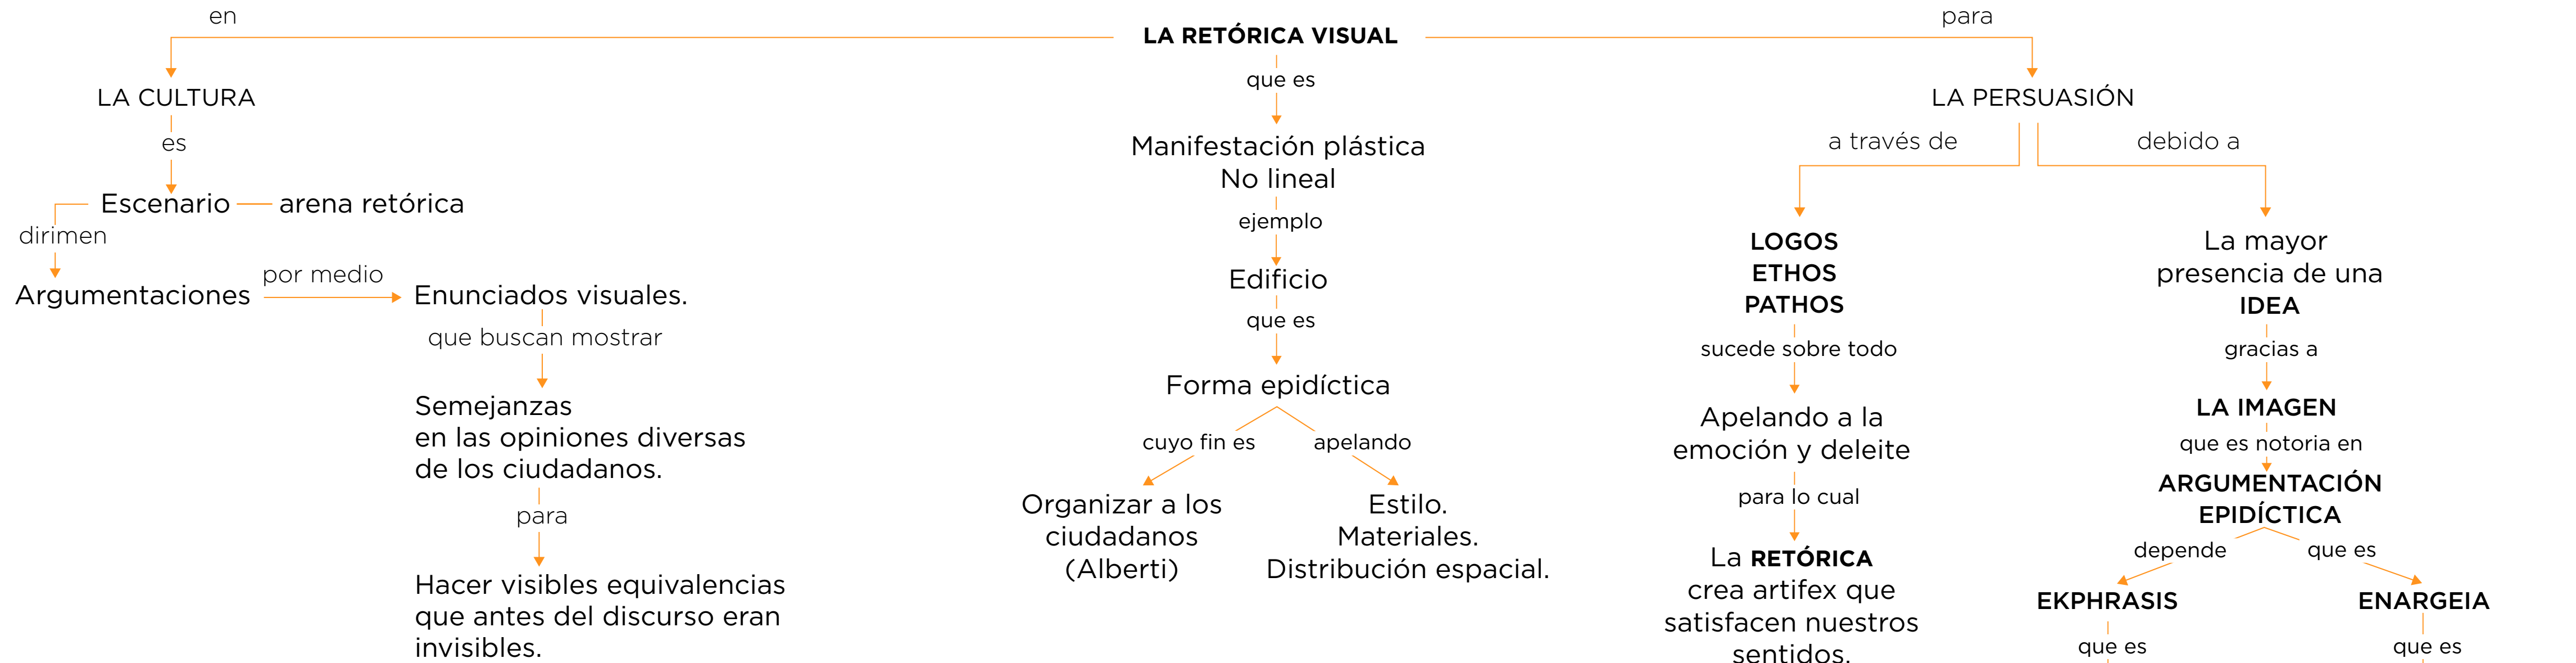 LA RETÓRICA VISUAL
en
LA CULTURA
es
Escenario
arena retórica
dirimen
Argumentaciones
por medio
Enunciados visuales.
que buscan mostrar
Semejanzas
en las opiniones diversas
de los ciudadanos.
para
Hacer visibles equivalencias
que antes del discurso eran
invisibles.
que es
Manifestación plástica
No lineal
ejemplo
Edificio
que es
Forma epidíctica
cuyo fin es
Organizar a los
ciudadanos
(Alberti)
apelando
Estilo.
Materiales.
Distribución espacial.
para
LA PERSUASIÓN
a través de
LOGOS
ETHOS
PATHOS
sucede sobre todo
Apelando a la
emoción y deleite
para lo cual
La RETÓRICA
crea artifex que
satisfacen nuestros
sentidos.
debido a
La mayor
presencia de una
IDEA
gracias a
LA IMAGEN
que es notoria en
ARGUMENTACIÓN
EPIDÍCTICA
depende
EKPHRASIS
que es
que es
ENARGEIA
que es